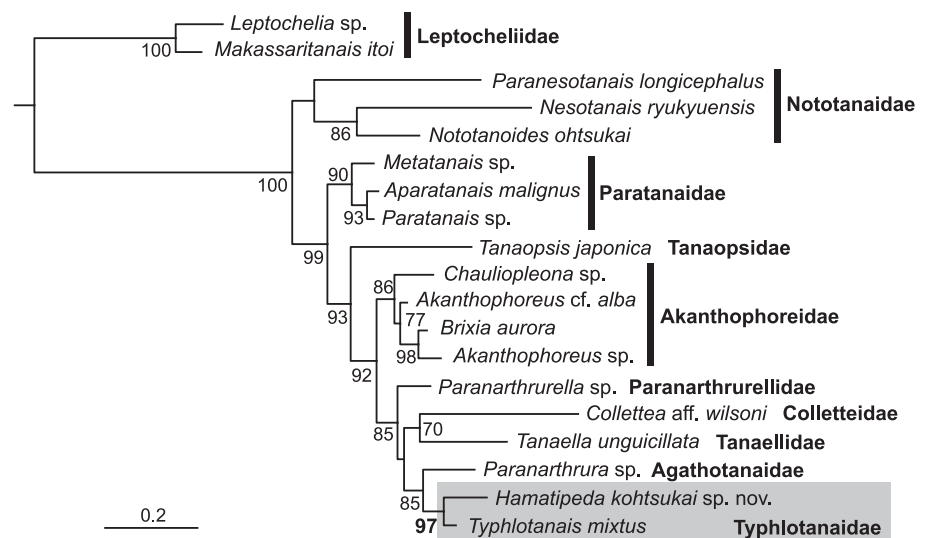 Leptochelia sp.
100 Makassaritanais itoi Leptocheliidae
Paranesotanais longicephalus
Nesotanais ryukyuensis Nototanaidae
86 Nototanoides ohtsukai
Metatanais sp.
100 90
Aparatanais malignus Paratanaidae
93 Paratanais sp.
99 Tanaopsis japonica Tanaopsidae
Chauliopleona sp.
86 Akanthophoreus cf. alba
93 77 Brixia aurora Akanthophoreidae
98 Akanthophoreus sp.
92
Paranarthrurella sp. Paranarthrurellidae
Collettea aff. wilsoni Colletteidae
85 70
Tanaella unguicillata Tanaellidae
Paranarthrura sp. Agathotanaidae
85 Hamatipeda kohtsukai sp. nov.
0.2 97 Typhlotanais mixtus Typhlotanaidae